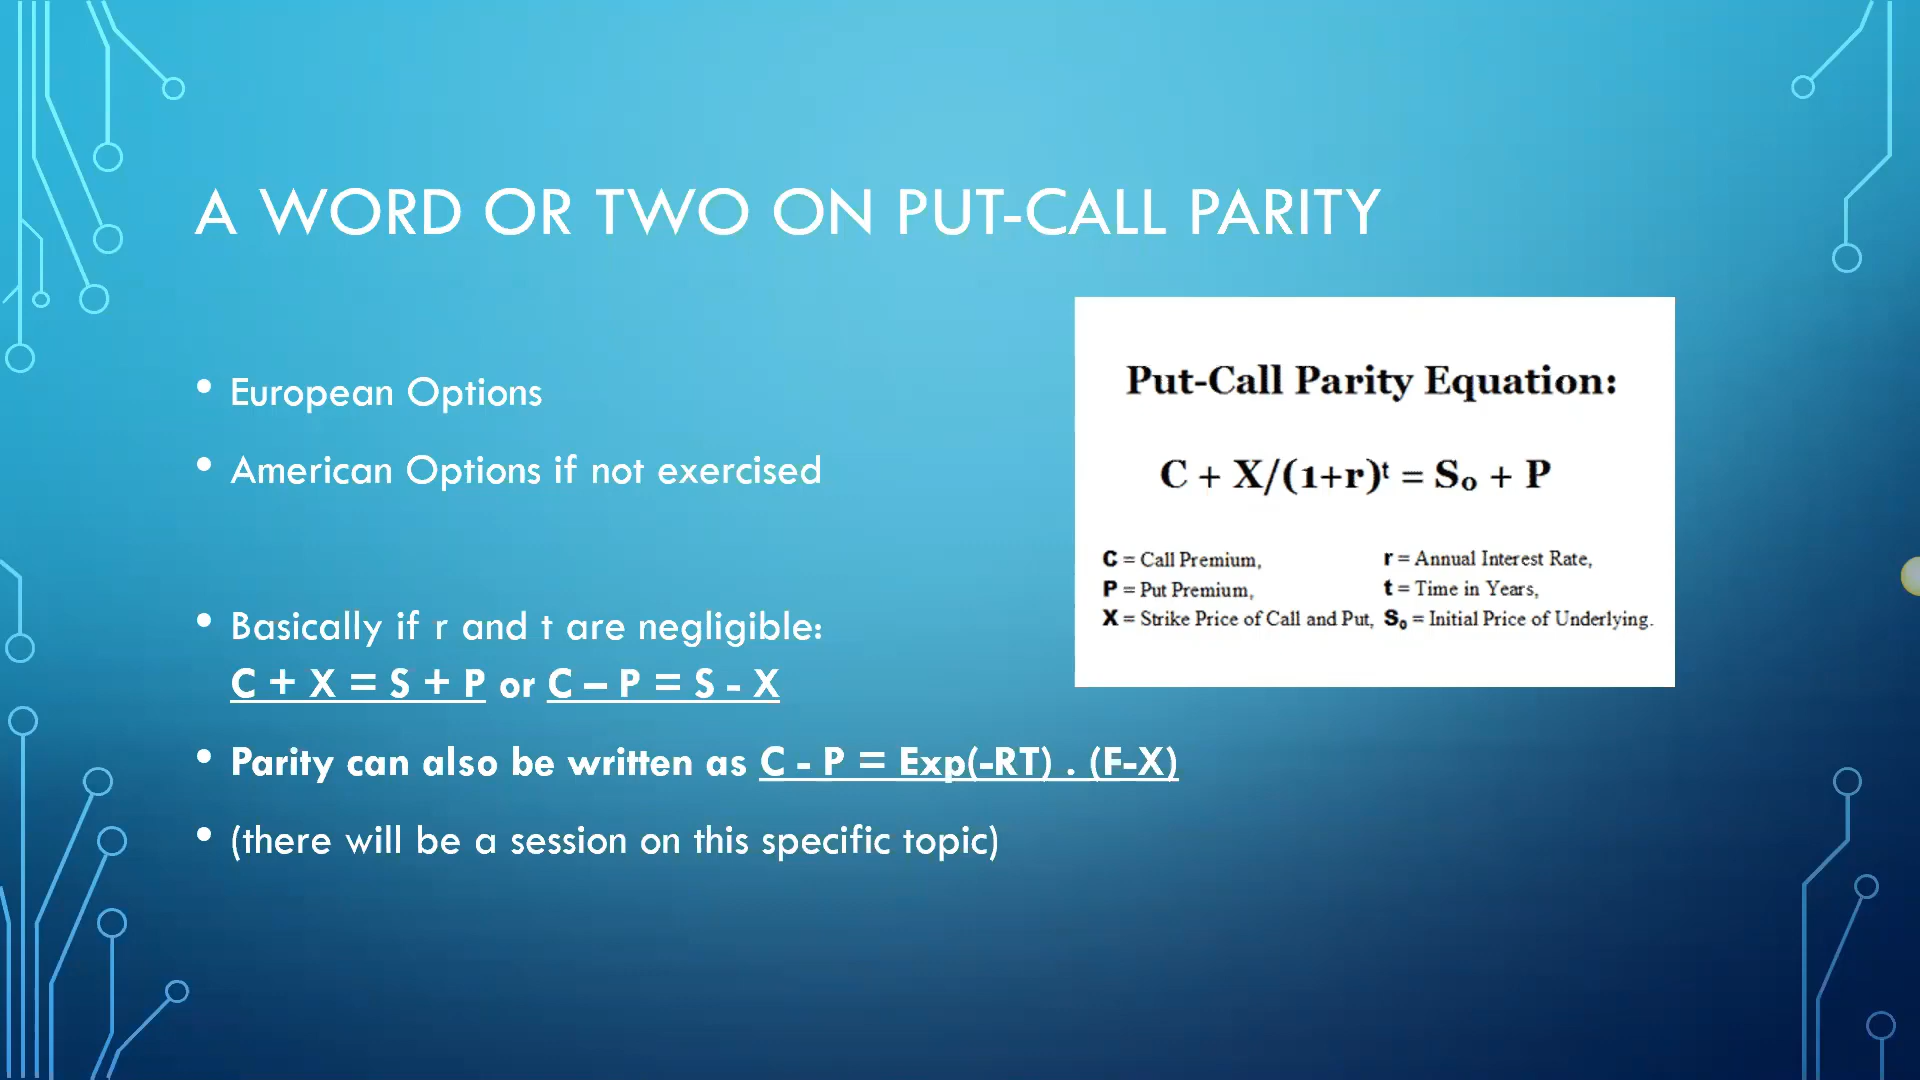 A WORD OR TWO ON PUT-CALL PARITY
• European Options
• American Options if not exercised
• Basically if r and t are negligible:
C + X = S + P or C – P = S - X
• Parity can also be written as C - P = Exp(-RT) . (F-X)
• (there will be a session on this specific topic)
Put-Call Parity Equation:
C + X/(1+r)ᵗ = S₀ + P
C = Call Premium, r = Annual Interest Rate,
P = Put Premium, t = Time in Years,
X = Strike Price of Call and Put, S₀ = Initial Price of Underlying.